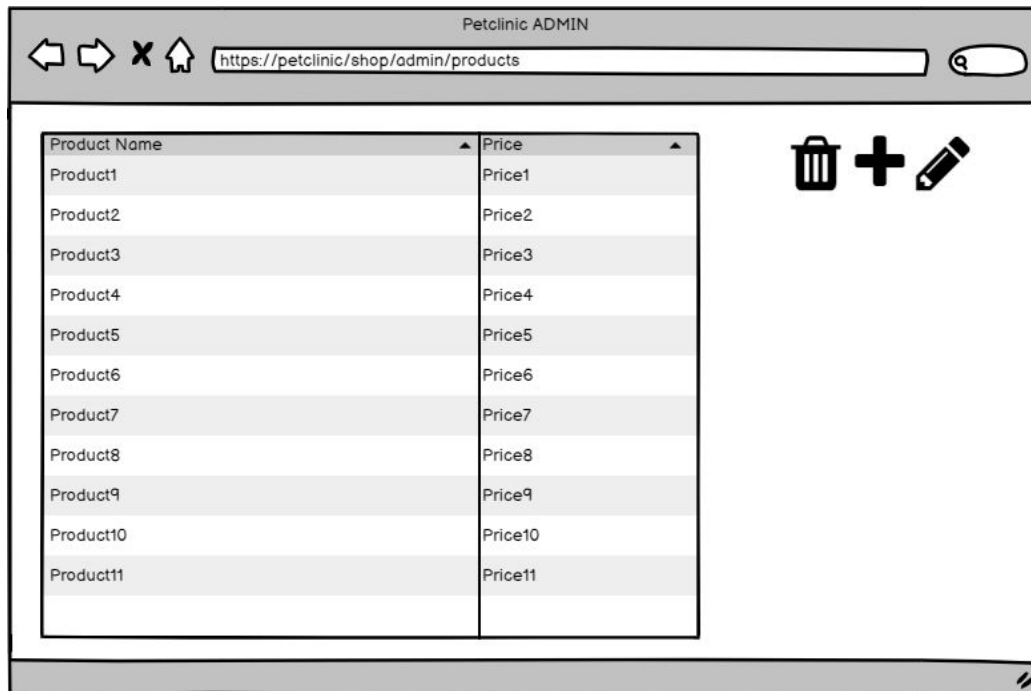 Petclinic ADMIN
https://petclinic/shop/admin/products
Product Name Price
Product1 Price1
Product2 Price2
Product3 Price3
Product4 Price4
Product5 Price5
Product6 Price6
Product7 Price7
Product8 Price8
Product9 Price9
Product10 Price10
Product11 Price11